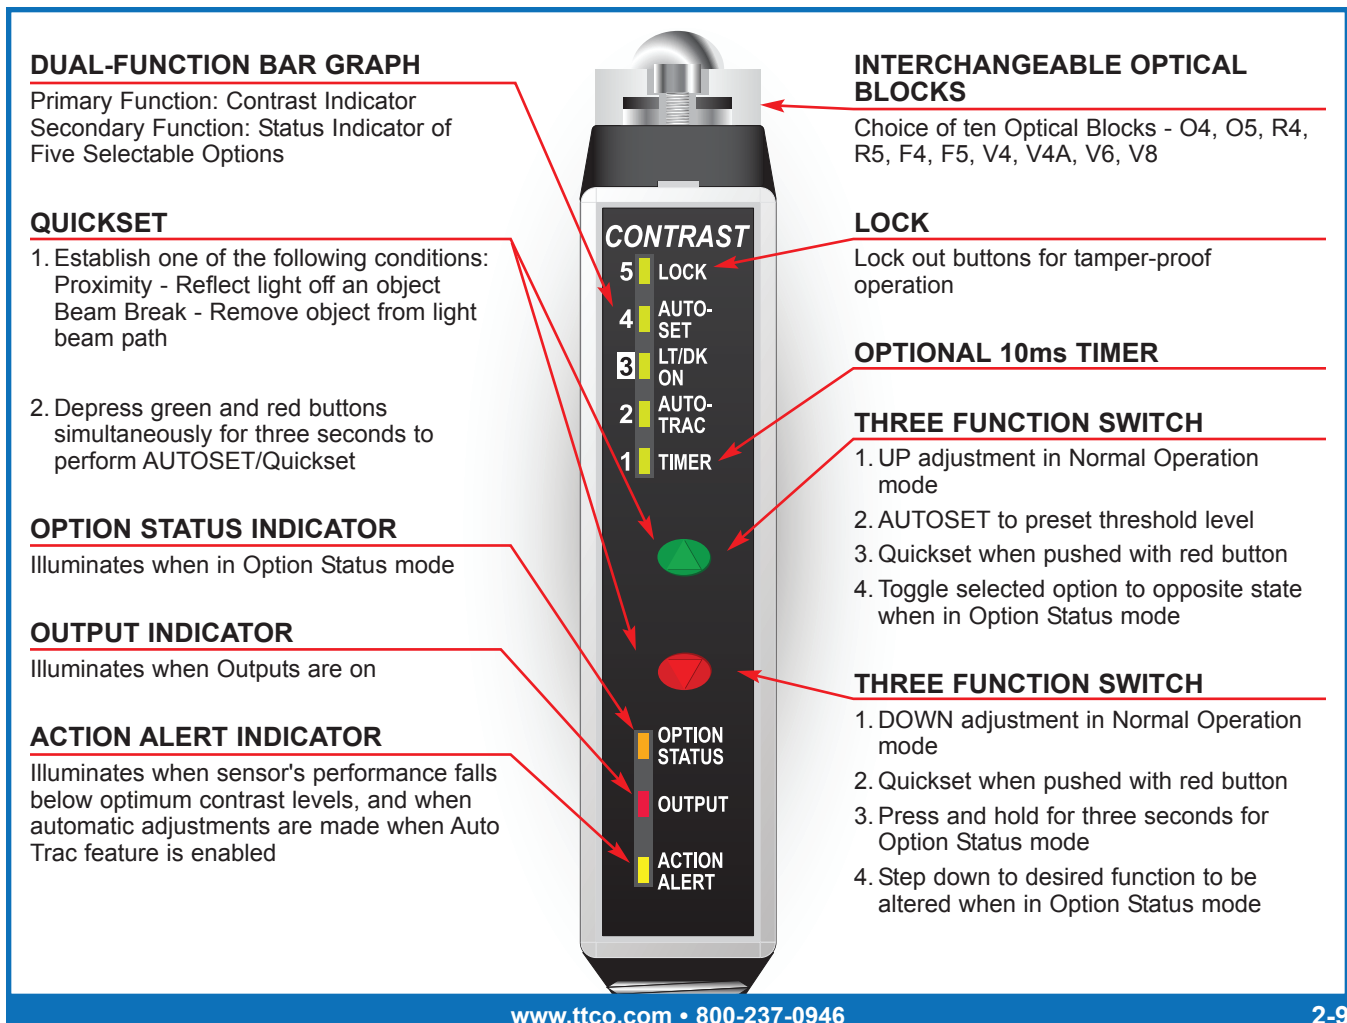 DUAL-FUNCTION BAR GRAPH
Primary Function: Contrast Indicator
Secondary Function: Status Indicator of
Five Selectable Options
QUICKSET
1. Establish one of the following conditions:
Proximity - Reflect light off an object
Beam Break - Remove object from light
beam path
2. Depress green and red buttons
simultaneously for three seconds to
perform AUTOSET/Quickset
OPTION STATUS INDICATOR
Illuminates when in Option Status mode
OUTPUT INDICATOR
Illuminates when Outputs are on
ACTION ALERT INDICATOR
Illuminates when sensor's performance falls
below optimum contrast levels, and when
automatic adjustments are made when Auto
Trac feature is enabled
CONTRAST
5 LOCK
4 AUTO-
SET
3 LT/DK
ON
2 AUTO-
TRAC
1 TIMER
OPTION
STATUS
OUTPUT
ACTION
ALERT
INTERCHANGEABLE OPTICAL
BLOCKS
Choice of ten Optical Blocks - O4, O5, R4,
R5, F4, F5, V4, V4A, V6, V8
LOCK
Lock out buttons for tamper-proof
operation
OPTIONAL 10ms TIMER
THREE FUNCTION SWITCH
1. UP adjustment in Normal Operation
mode
2. AUTOSET to preset threshold level
3. Quickset when pushed with red button
4. Toggle selected option to opposite state
when in Option Status mode
THREE FUNCTION SWITCH
1. DOWN adjustment in Normal Operation
mode
2. Quickset when pushed with red button
3. Press and hold for three seconds for
Option Status mode
4. Step down to desired function to be
altered when in Option Status mode
www.ttco.com • 800-237-0946
2-9